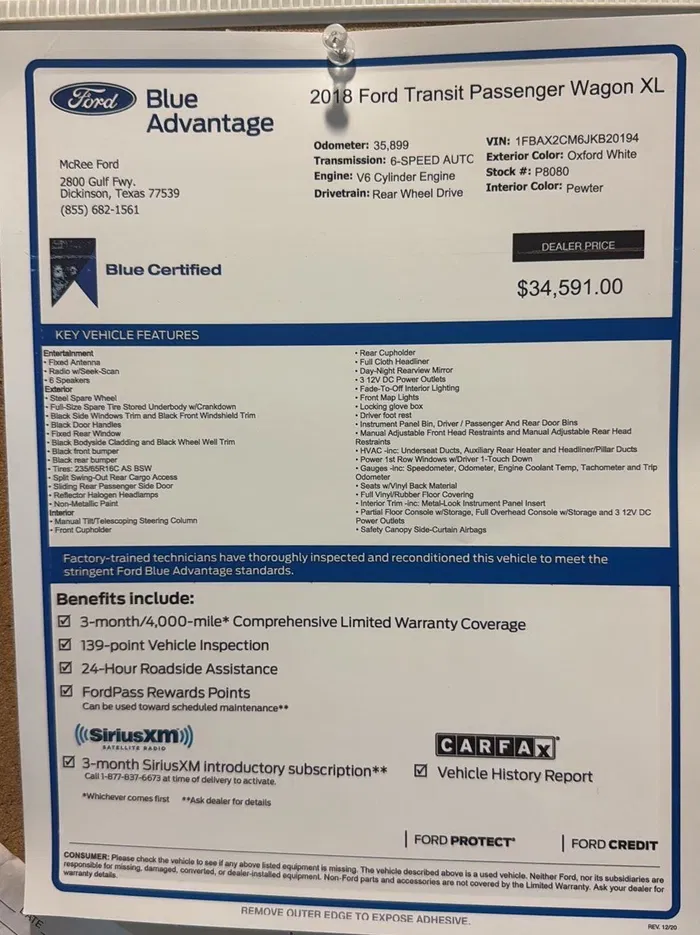 Ford
Blue
Advantage
2018 Ford Transit Passenger Wagon XL
McRee Ford
2800 Gulf Fwy.
Dickinson, Texas 77539
(855) 682-1561
Odometer: 35,899
Transmission: 6-SPEED AUTC
Engine: V6 Cylinder Engine
Drivetrain: Rear Wheel Drive
VIN: 1FBAX2CM6JKB20194
Exterior Color: Oxford White
Stock #: P8080
Interior Color: Pewter
Blue Certified
DEALER PRICE
$34,591.00
KEY VEHICLE FEATURES
Entertainment
• Fixed Antenna
• Radio w/Seek-Scan
• 6 Speakers
Exterior
• Steel Spare Wheel
• Full-Size Spare Tire Stored Underbody w/Crankdown
• Black Side Windows Trim and Black Front Windshield Trim
• Black Door Handles
• Fixed Rear Window
• Black Bodyside Cladding and Black Wheel Well Trim
• Black front bumper
• Black rear bumper
• Tires: 235/65R16C AS BSW
• Split Swing-Out Rear Cargo Access
• Sliding Rear Passenger Side Door
• Reflector Halogen Headlamps
• Non-Metallic Paint
Interior
• Manual Tilt/Telescoping Steering Column
• Front Cupholder
• Rear Cupholder
• Full Cloth Headliner
• Day-Night Rearview Mirror
• 3 12V DC Power Outlets
• Fade-To-Off Interior Lighting
• Front Map Lights
• Locking glove box
• Driver foot rest
• Instrument Panel Bin, Driver / Passenger And Rear Door Bins
• Manual Adjustable Front Head Restraints and Manual Adjustable Rear Head
Restraints
• HVAC -inc: Underseat Ducts, Auxiliary Rear Heater and Headliner/Pillar Ducts
• Power 1st Row Windows w/Driver 1-Touch Down
• Gauges -inc: Speedometer, Odometer, Engine Coolant Temp, Tachometer and Trip
Odometer
• Seats w/Vinyl Back Material
• Full Vinyl/Rubber Floor Covering
• Interior Trim -inc: Metal-Look Instrument Panel Insert
• Partial Floor Console w/Storage, Full Overhead Console w/Storage and 3 12V DC
Power Outlets
• Safety Canopy Side-Curtain Airbags
Factory-trained technicians have thoroughly inspected and reconditioned this vehicle to meet the
stringent Ford Blue Advantage standards.
Benefits include:
3-month/4,000-mile* Comprehensive Limited Warranty Coverage
139-point Vehicle Inspection
24-Hour Roadside Assistance
FordPass Rewards Points
Can be used toward scheduled maintenance**
SiriusXM
SATELLITE RADIO
3-month SiriusXM introductory subscription**
Call 1-877-837-6673 at time of delivery to activate.
*Whichever comes first **Ask dealer for details
CARFAX
Vehicle History Report
FORD PROTECT
FORD CREDIT
CONSUMER: Please check the vehicle to see if any above listed equipment is missing. The vehicle described above is a used vehicle. Neither Ford, nor its subsidiaries are
responsible for missing, damaged, converted, or dealer-installed equipment. Non-Ford parts and accessories are not covered by the Limited Warranty. Ask your dealer for
warranty details.
REMOVE OUTER EDGE TO EXPOSE ADHESIVE.
REV. 12/20